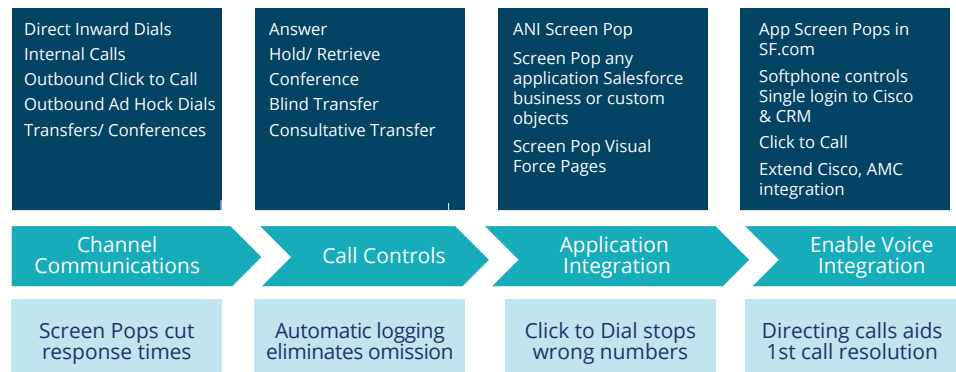 Direct Inward Dials
Internal Calls
Outbound Click to Call
Outbound Ad Hock Dials
Transfers/ Conferences
Answer
Hold/ Retrieve
Conference
Blind Transfer
Consultative Transfer
ANI Screen Pop
Screen Pop any
application Salesforce
business or custom
objects
Screen Pop Visual
Force Pages
App Screen Pops in
SF.com
Softphone controls
Single login to Cisco
& CRM
Click to Call
Extend Cisco, AMC
integration
Channel
Communications
Call Controls
Application
Integration
Enable Voice
Integration
Screen Pops cut
response times
Automatic logging
eliminates omission
Click to Dial stops
wrong numbers
Directing calls aids
1st call resolution